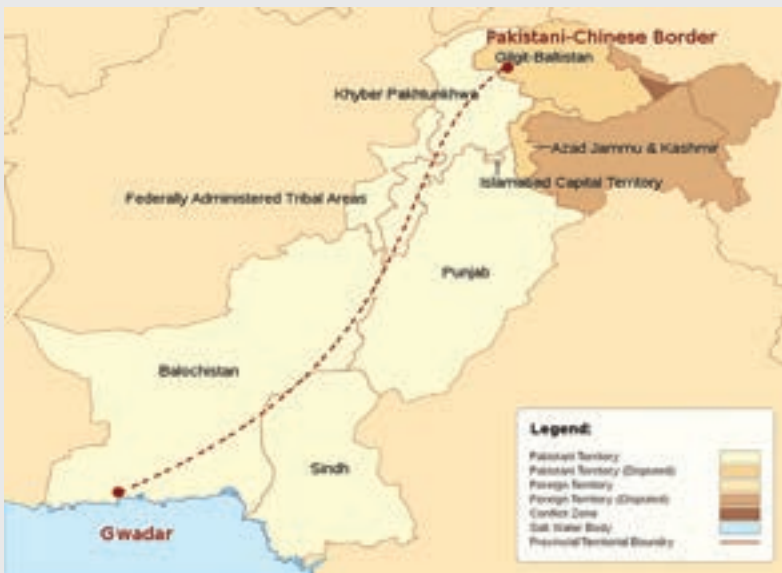 Pakistani-Chinese Border
Gilgit-Baltistan
Khyber Pakhtunkhwa
Azad Jammu & Kashmir
Islamabad Capital Territory
Federally Administered Tribal Areas
Punjab
Balochistan
Sindh
Gwadar
Legend:
Pakistani Territory
Pakistani Territory (Disputed)
Foreign Territory
Foreign Territory (Disputed)
Conflict Zone
Salt Water Body
Provincial/Territorial Boundry